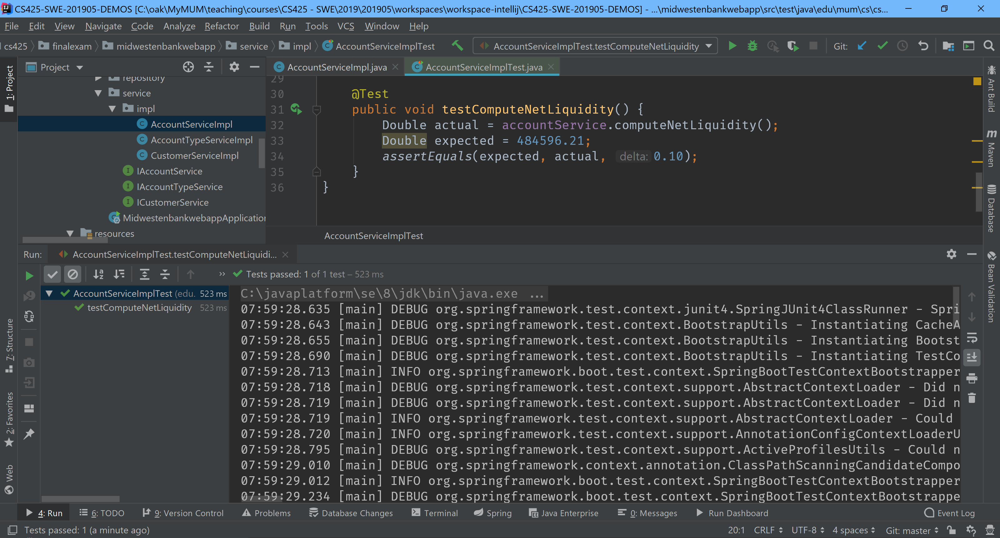 CS425-SWE-201905-DEMOS [C:\oak\MyMUM\teaching\courses\CS425 - SWE\2019\201905\workspaces\workspace-intellij\CS425-SWE-201905-DEMOS] - ...\midwestenbankwebapp\src\test\java\edu\mum\cs\cs...
File Edit View Navigate Code Analyze Refactor Build Run Tools VCS Window Help
cs425 finalexam midwestenbankwebapp service impl AccountServiceImplTest AccountServiceImplTest.testComputeNetLiquidity Git:
1: Project
Project
repository
service
impl
AccountServiceImpl
AccountTypeServiceImpl
CustomerServiceImpl
IAccountService
IAccountTypeService
ICustomerService
MidwestenbankwebappApplication
resources
AccountServiceImpl.java AccountServiceImplTest.java
29
30 @Test
31 public void testComputeNetLiquidity() {
32 Double actual = accountService.computeNetLiquidity();
33 Double expected = 484596.21;
34 assertEquals(expected, actual, delta: 0.10);
35 }
36 }
AccountServiceImplTest
Ant Build
Maven
Database
Bean Validation
Run: AccountServiceImplTest.testComputeNetLiquidi...
Tests passed: 1 of 1 test – 523 ms
AccountServiceImplTest (edu. 523 ms
testComputeNetLiquidity 523 ms
C:\javaplatform\se\8\jdk\bin\java.exe ...
07:59:28.635 [main] DEBUG org.springframework.test.context.junit4.SpringJUnit4ClassRunner - Spri
07:59:28.643 [main] DEBUG org.springframework.test.context.BootstrapUtils - Instantiating CacheA
07:59:28.655 [main] DEBUG org.springframework.test.context.BootstrapUtils - Instantiating Bootst
07:59:28.690 [main] DEBUG org.springframework.test.context.BootstrapUtils - Instantiating TestCo
07:59:28.713 [main] INFO org.springframework.boot.test.context.SpringBootTestContextBootstrapper
07:59:28.718 [main] DEBUG org.springframework.test.context.support.AbstractContextLoader - Did n
07:59:28.719 [main] DEBUG org.springframework.test.context.support.AbstractContextLoader - Did n
07:59:28.719 [main] INFO org.springframework.test.context.support.AbstractContextLoader - Could
07:59:28.720 [main] INFO org.springframework.test.context.support.AnnotationConfigContextLoaderU
07:59:28.795 [main] DEBUG org.springframework.test.context.support.ActiveProfilesUtils - Could n
07:59:29.010 [main] DEBUG org.springframework.context.annotation.ClassPathScanningCandidateCompo
07:59:29.012 [main] INFO org.springframework.boot.test.context.SpringBootTestContextBootstrapper
07:59:29.234 [main] DEBUG org.springframework.boot.test.context.SpringBootTestContextBootstrappe
7: Structure
2: Favorites
Web
4: Run 6: TODO 9: Version Control Problems Database Changes Terminal Spring Java Enterprise 0: Messages Run Dashboard Event Log
Tests passed: 1 (a minute ago) 20:1 CRLF UTF-8 4 spaces Git: master